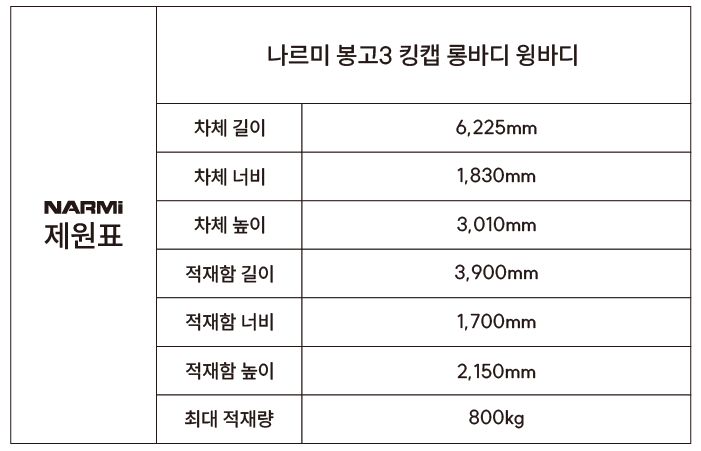 나르미 봉고3 킹캡 롱바디 윙바디
NARMi
제원표
차체 길이 6,225mm
차체 너비 1,830mm
차체 높이 3,010mm
적재함 길이 3,900mm
적재함 너비 1,700mm
적재함 높이 2,150mm
최대 적재량 800kg